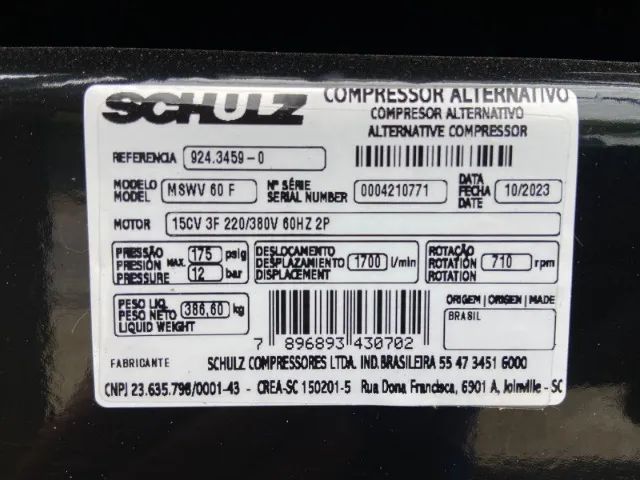 SCHULZ
COMPRESSOR ALTERNATIVO
COMPRESOR ALTERNATIVO
ALTERNATIVE COMPRESSOR
REFERENCIA 924.3459-0
MODELO
MODEL
MSWV 60 F
Nº SÉRIE
SERIAL NUMBER
0004210771
DATA
FECHA
DATE
10/2023
MOTOR 15CV 3F 220/380V 60HZ 2P
PRESSÃO
PRESIÓN
PRESSURE
MAX.
175 psig
12 bar
DESLOCAMENTO
DESPLAZAMIENTO
DISPLACEMENT
1700 l/min
ROTAÇÃO
ROTATION
ROTATION
710 rpm
PESO LIQ.
PESO NETO
LIQUID WEIGHT
386,60 kg
7 896893 430702
ORIGEM | ORIGEN | MADE
BRASIL
FABRICANTE
SCHULZ COMPRESSORES LTDA. IND.BRASILEIRA 55 47 3451 6000
CNPJ 23.635.798/0001-43 - CREA-SC 150201-5 Rua Dona Francisca, 6901 A, Joinville - SC